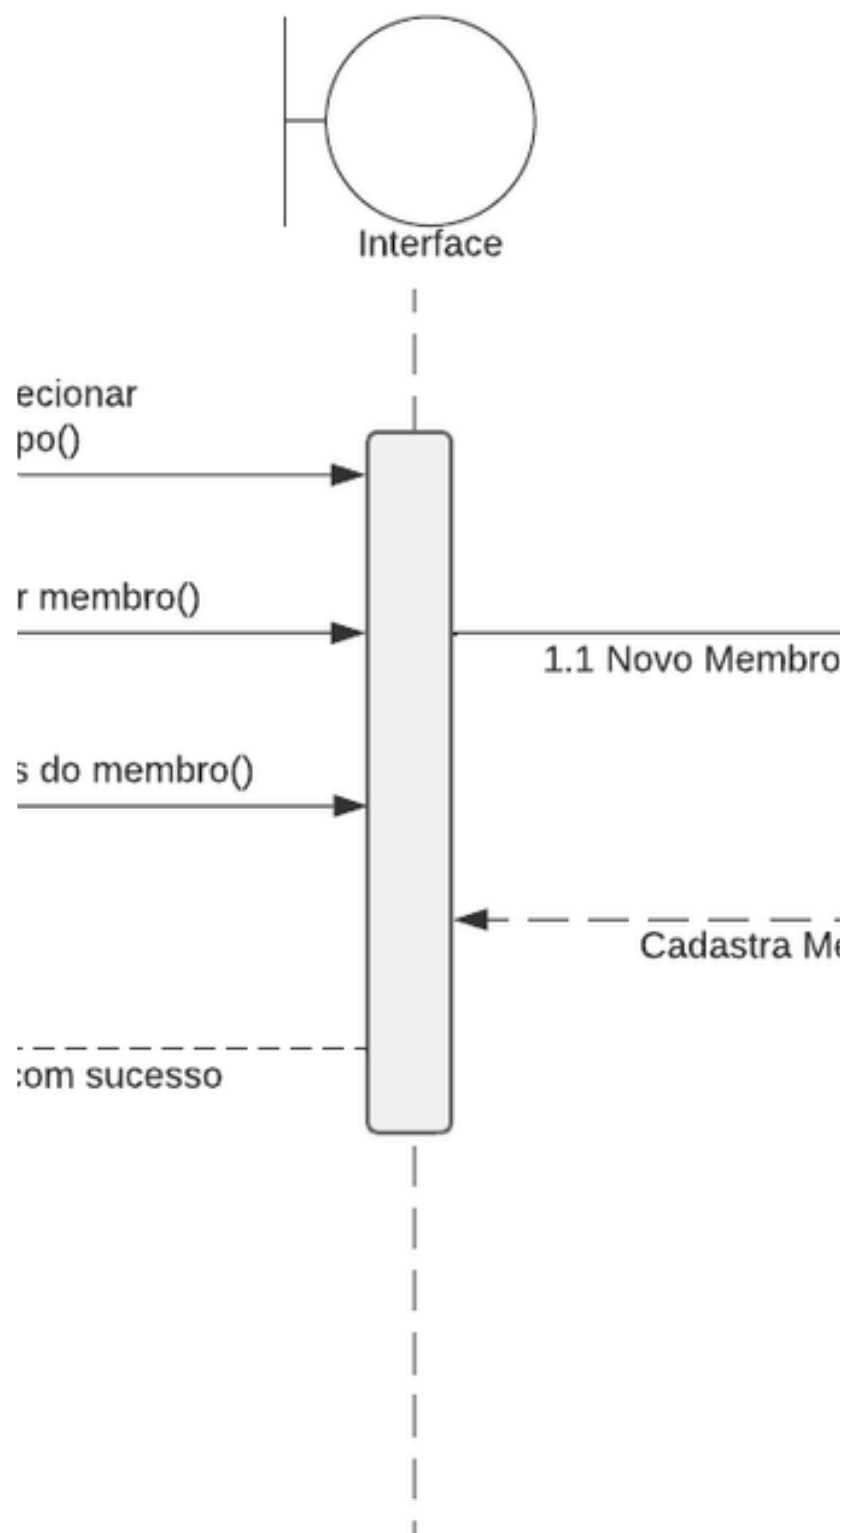 Interface
ecionar
po()
r membro()
1.1 Novo Membro
s do membro()
Cadastra Me
com sucesso